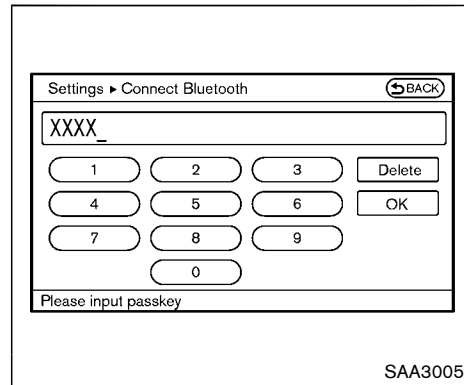 Settings ▸ Connect Bluetooth BACK
XXXX_
1 2 3 Delete
4 5 6 OK
7 8 9
0
Please input passkey
SAA3005